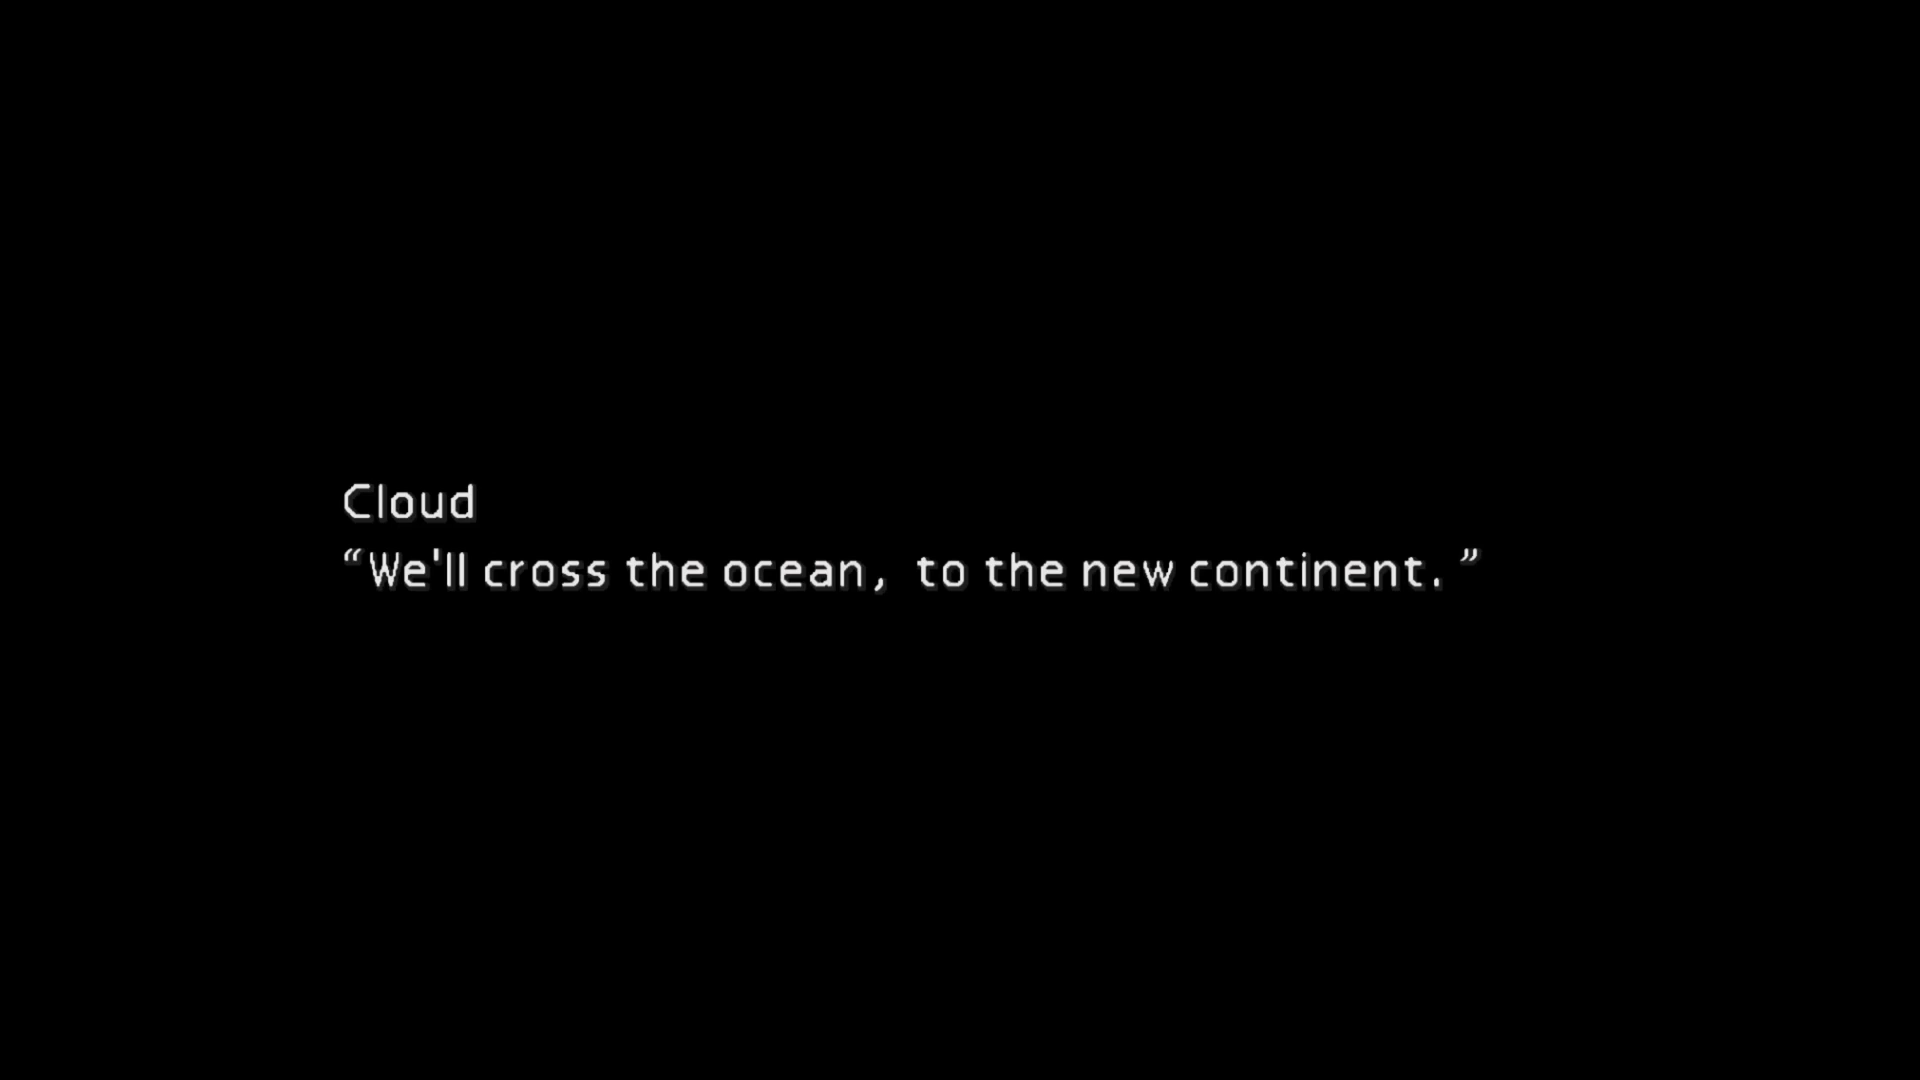 Cloud
“We'll cross the ocean, to the new continent.”